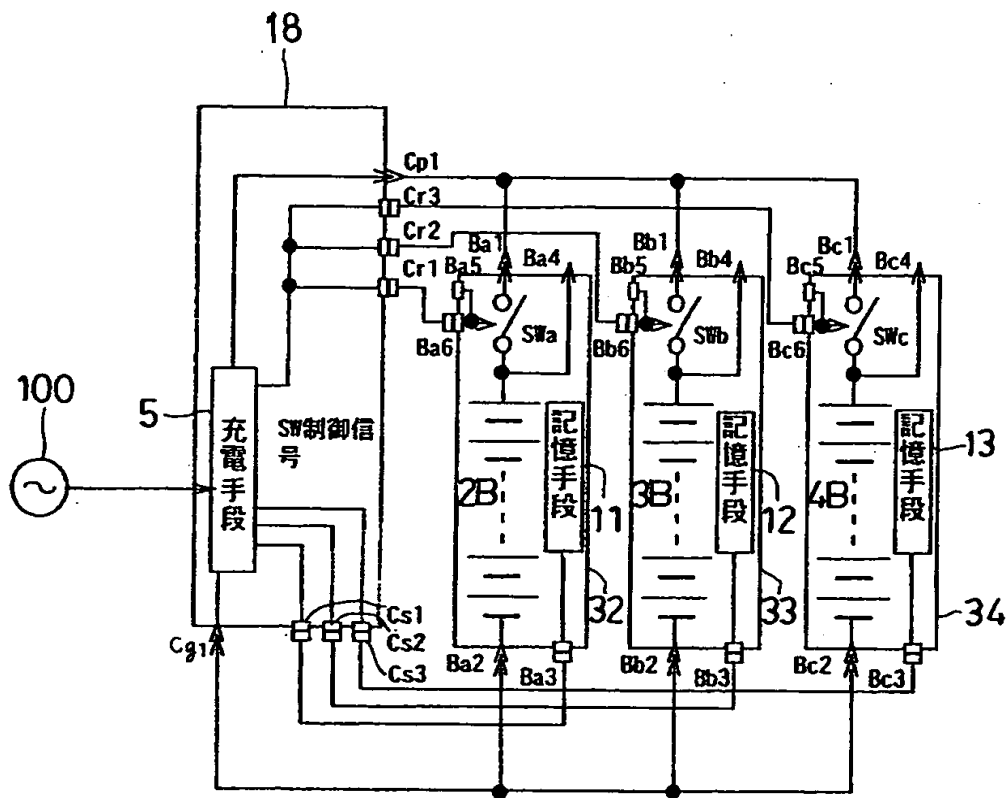 18
Cp1
Cr3
Cr2
Cr1
Ba1
Ba4
Ba5
Ba6
SWa
Bb1
Bb4
Bb5
Bb6
SWb
Bc1
Bc4
Bc5
Bc6
SWc
100
5
充電手段
SW制御信
号
2B
記憶手段
11
3B
記憶手段
12
4B
記憶手段
13
32
33
34
Cg1
Cs1
Cs2
Cs3
Ba2
Ba3
Bb2
Bb3
Bc2
Bc3